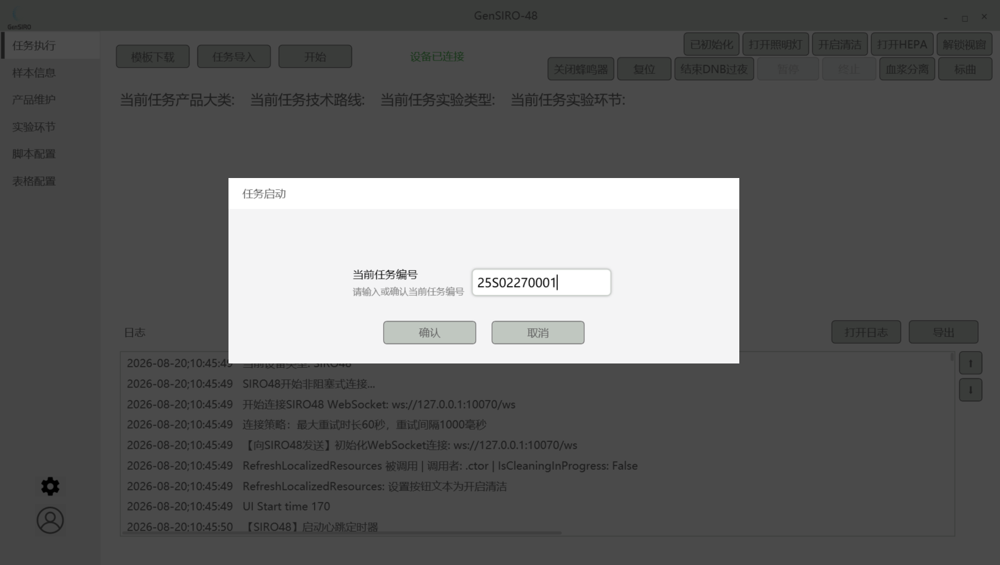 GenSIRO-48
GenSIRO
任务执行
样本信息
产品维护
实验环节
脚本配置
表格配置
模板下载
任务导入
开始
设备已连接
已初始化
打开照明灯
开启清洁
打开HEPA
解锁视窗
关闭蜂鸣器
复位
结束DNB过夜
暂停
终止
血浆分离
标曲
当前任务产品大类: 当前任务技术路线: 当前任务实验类型: 当前任务实验环节:
任务启动
当前任务编号
请输入或确认当前任务编号
25S02270001
确认
取消
日志
打开日志
导出
2026-08-20;10:45:49 当前设备类型: SIRO48
2026-08-20;10:45:49 SIRO48开始非阻塞式连接...
2026-08-20;10:45:49 开始连接SIRO48 WebSocket: ws://127.0.0.1:10070/ws
2026-08-20;10:45:49 连接策略：最大重试时长60秒，重试间隔1000毫秒
2026-08-20;10:45:49 【向SIRO48发送】初始化WebSocket连接: ws://127.0.0.1:10070/ws
2026-08-20;10:45:49 RefreshLocalizedResources 被调用 | 调用者: .ctor | IsCleaningInProgress: False
2026-08-20;10:45:49 RefreshLocalizedResources: 设置按钮文本为开启清洁
2026-08-20;10:45:49 UI Start time 170
2026-08-20;10:45:50 【SIRO48】启动心跳定时器